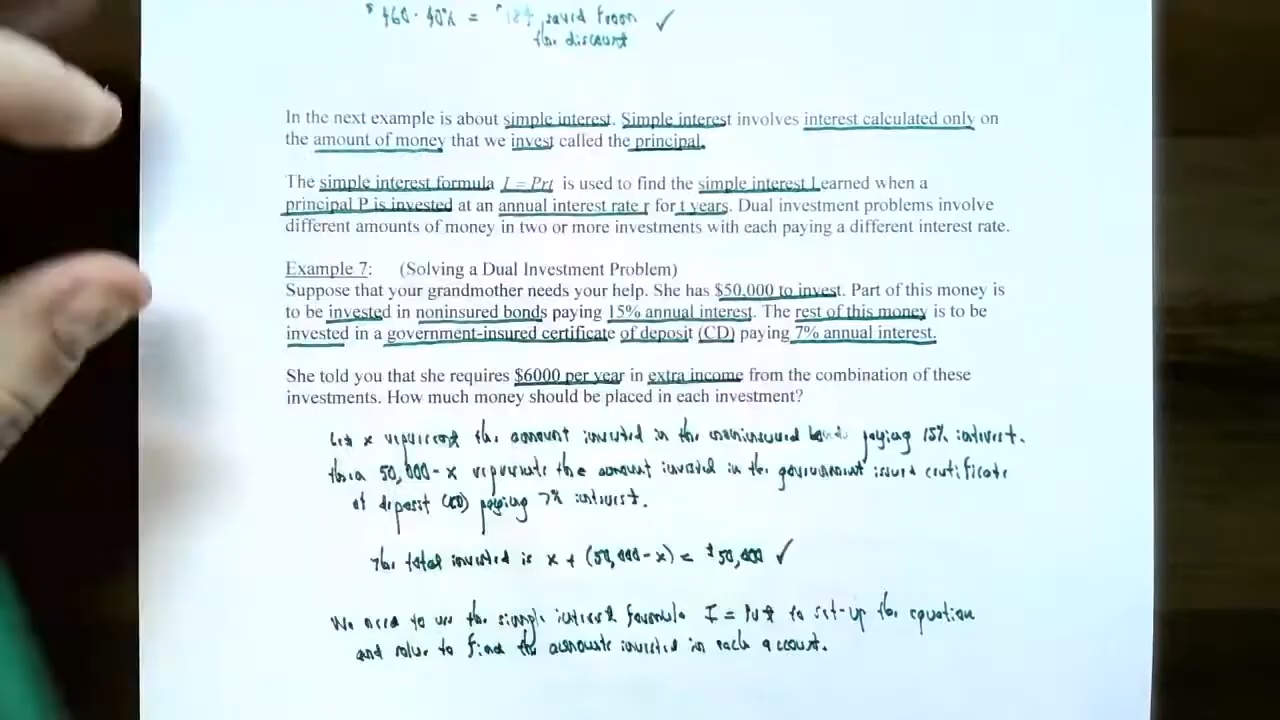 $460 · 40% = $184 saved from
the discount ✓
In the next example is about simple interest. Simple interest involves interest calculated only on
the amount of money that we invest called the principal.
The simple interest formula I = Prt is used to find the simple interest I earned when a
principal P is invested at an annual interest rate r for t years. Dual investment problems involve
different amounts of money in two or more investments with each paying a different interest rate.
Example 7: (Solving a Dual Investment Problem)
Suppose that your grandmother needs your help. She has $50,000 to invest. Part of this money is
to be invested in noninsured bonds paying 15% annual interest. The rest of this money is to be
invested in a government-insured certificate of deposit (CD) paying 7% annual interest.
She told you that she requires $6000 per year in extra income from the combination of these
investments. How much money should be placed in each investment?
Let x represent the amount invested in the noninsured bonds paying 15% interest.
then 50,000 - x represents the amount invested in the government issued certificate
of deposit (CD) paying 7% interest.
The total invested is x + (50,000 - x) = $50,000 ✓
We need to use the simple interest formula I = Prt to set-up the equation
and solve to find the amounts invested in each account.